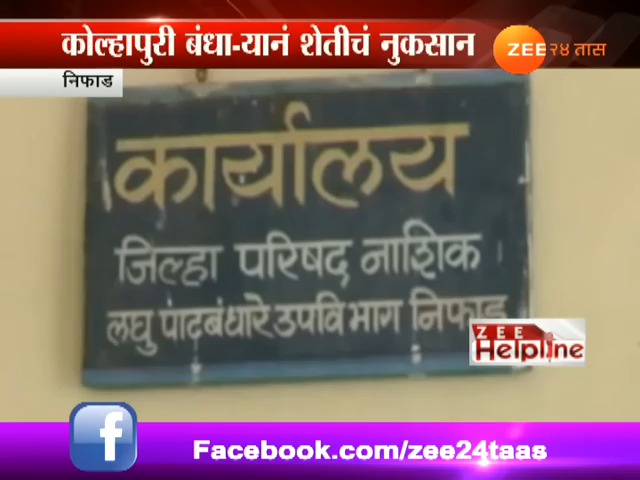 कोल्हापुरी बंधा-यानं शेतीचं नुकसान
ZEE २४ तास
निफाड
कार्यालय
जिल्हा परिषद नाशिक
लघु पाटबंधारे उपविभाग निफाड
ZEE
Helpline
Facebook.com/zee24taas